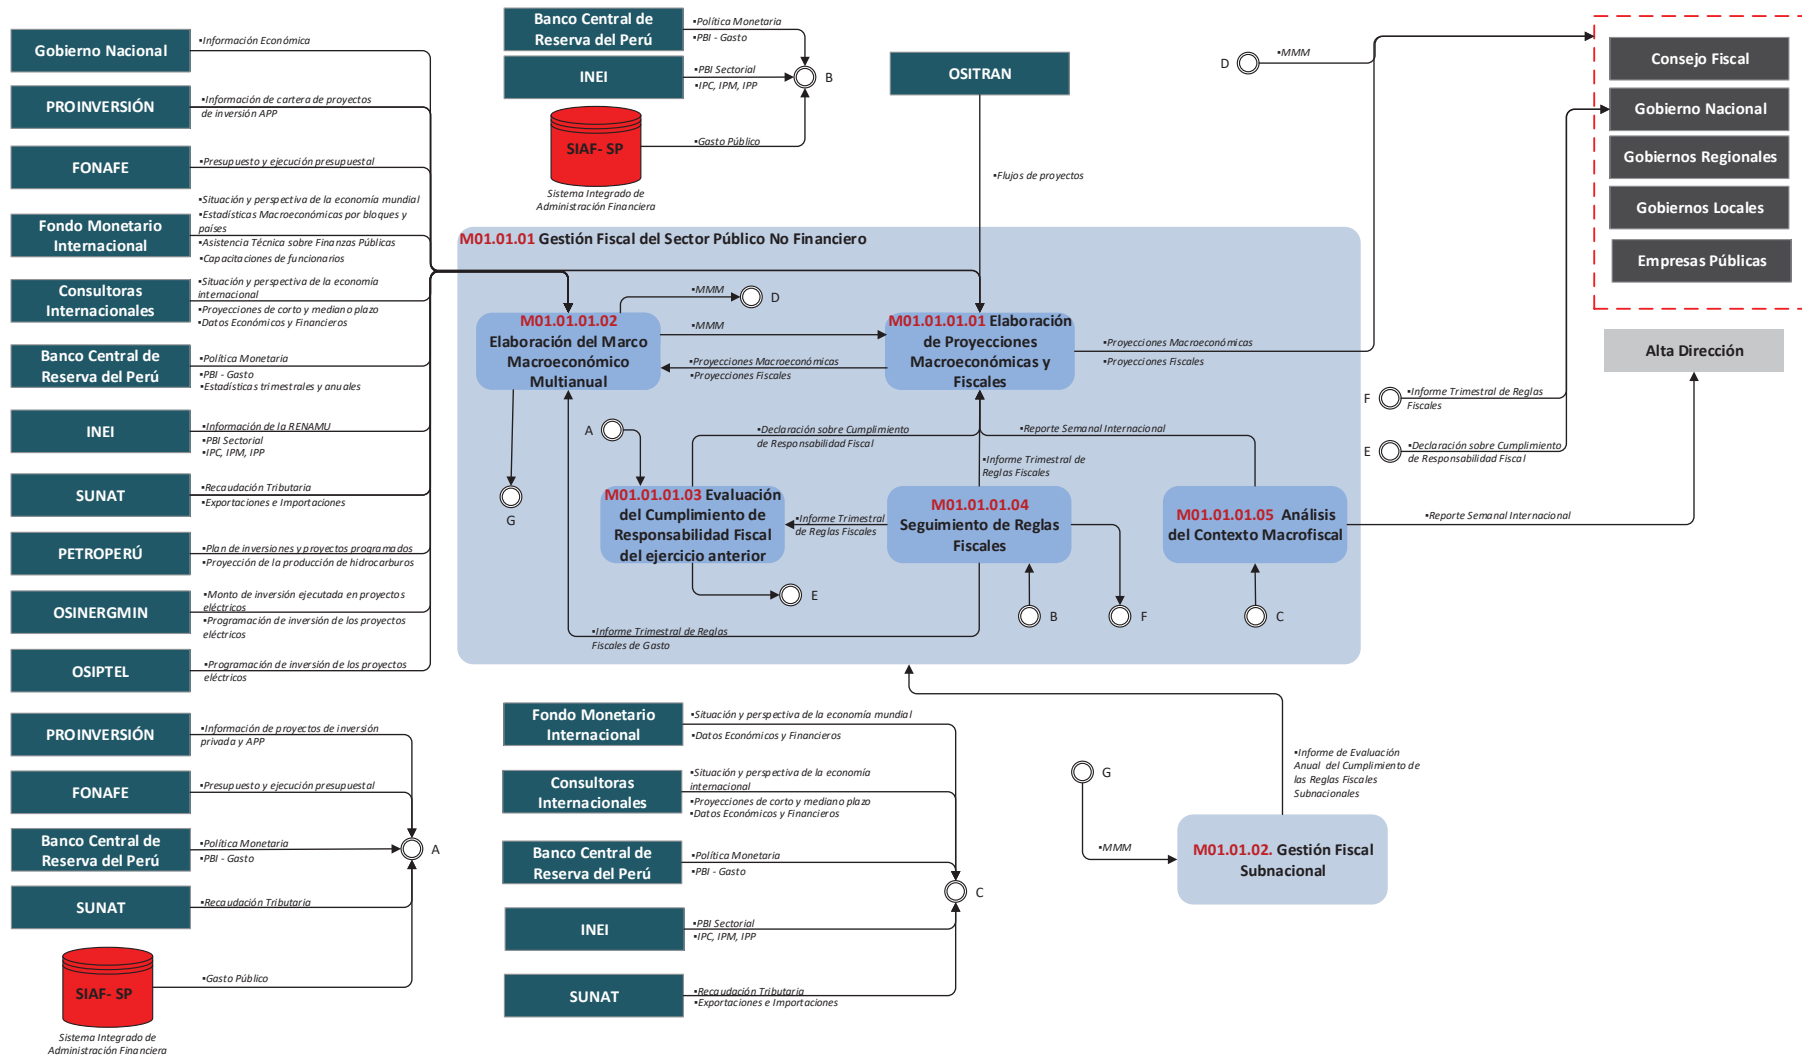 Gobierno Nacional
▪Información Económica
PROINVERSIÓN
▪Información de cartera de proyectos
de inversión APP
FONAFE
▪Presupuesto y ejecución presupuestal
Fondo Monetario
Internacional
▪Situación y perspectiva de la economía mundial
▪Estadísticas Macroeconómicas por bloques y
países
▪Asistencia Técnica sobre Finanzas Públicas
▪Capacitaciones de funcionarios
Consultoras
Internacionales
▪Situación y perspectiva de la economía
internacional
▪Proyecciones de corto y mediano plazo
▪Datos Económicos y Financieros
Banco Central de
Reserva del Perú
▪Política Monetaria
▪PBI - Gasto
▪Estadísticas trimestrales y anuales
INEI
▪Información de la RENAMU
▪PBI Sectorial
▪IPC, IPM, IPP
SUNAT
▪Recaudación Tributaria
▪Exportaciones e Importaciones
PETROPERÚ
▪Plan de inversiones y proyectos programados
▪Proyección de la producción de hidrocarburos
OSINERGMIN
▪Monto de inversión ejecutada en proyectos
eléctricos
▪Programación de inversión de los proyectos
eléctricos
OSIPTEL
▪Programación de inversión de los proyectos
eléctricos
PROINVERSIÓN
▪Información de proyectos de inversión
privada y APP
FONAFE
▪Presupuesto y ejecución presupuestal
Banco Central de
Reserva del Perú
▪Política Monetaria
▪PBI - Gasto
A
SUNAT
▪Recaudación Tributaria
SIAF- SP
▪Gasto Público
Sistema Integrado de
Administración Financiera
Banco Central de
Reserva del Perú
▪Política Monetaria
▪PBI - Gasto
INEI
▪PBI Sectorial
▪IPC, IPM, IPP
B
SIAF- SP
▪Gasto Público
Sistema Integrado de
Administración Financiera
OSITRAN
▪Flujos de proyectos
M01.01.01 Gestión Fiscal del Sector Público No Financiero
▪MMM
D
M01.01.01.02
Elaboración del Marco
Macroeconómico
Multianual
▪MMM
▪Proyecciones Macroeconómicas
▪Proyecciones Fiscales
M01.01.01.01 Elaboración
de Proyecciones
Macroeconómicas y
Fiscales
▪Proyecciones Macroeconómicas
▪Proyecciones Fiscales
G
A
▪Declaración sobre Cumplimiento
de Responsabilidad Fiscal
▪Reporte Semanal Internacional
▪Informe Trimestral de
Reglas Fiscales
M01.01.01.03 Evaluación
del Cumplimiento de
Responsabilidad Fiscal
del ejercicio anterior
▪Informe Trimestral
de Reglas Fiscales
M01.01.01.04
Seguimiento de Reglas
Fiscales
M01.01.01.05 Análisis
del Contexto Macrofiscal
▪Reporte Semanal Internacional
E
B
F
C
▪Informe Trimestral de Reglas
Fiscales de Gasto
Fondo Monetario
Internacional
▪Situación y perspectiva de la economía mundial
▪Datos Económicos y Financieros
Consultoras
Internacionales
▪Situación y perspectiva de la economía
internacional
▪Proyecciones de corto y mediano plazo
▪Datos Económicos y Financieros
Banco Central de
Reserva del Perú
▪Política Monetaria
▪PBI - Gasto
C
INEI
▪PBI Sectorial
▪IPC, IPM, IPP
SUNAT
▪Recaudación Tributaria
▪Exportaciones e Importaciones
G
▪MMM
▪Informe de Evaluación
Anual del Cumplimiento de
las Reglas Fiscales
Subnacionales
M01.01.02. Gestión Fiscal
Subnacional
D
▪MMM
Consejo Fiscal
Gobierno Nacional
Gobiernos Regionales
Gobiernos Locales
Empresas Públicas
Alta Dirección
F
▪Informe Trimestral de Reglas
Fiscales
E
▪Declaración sobre Cumplimiento
de Responsabilidad Fiscal